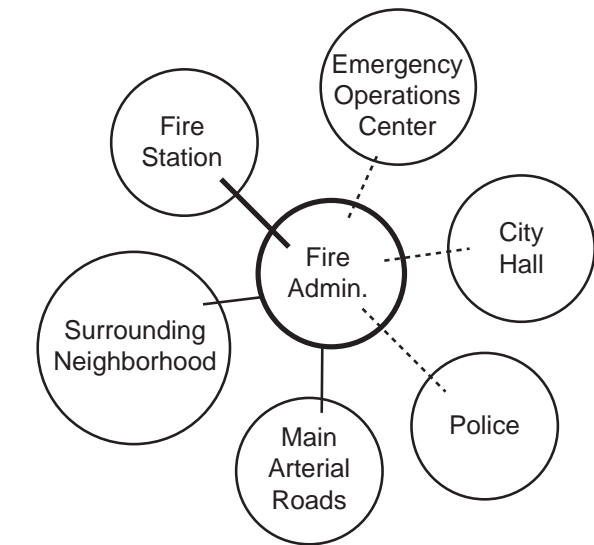 Emergency
Operations
Center
Fire
Station
City
Hall
Fire
Admin.
Surrounding
Neighborhood
Police
Main
Arterial
Roads